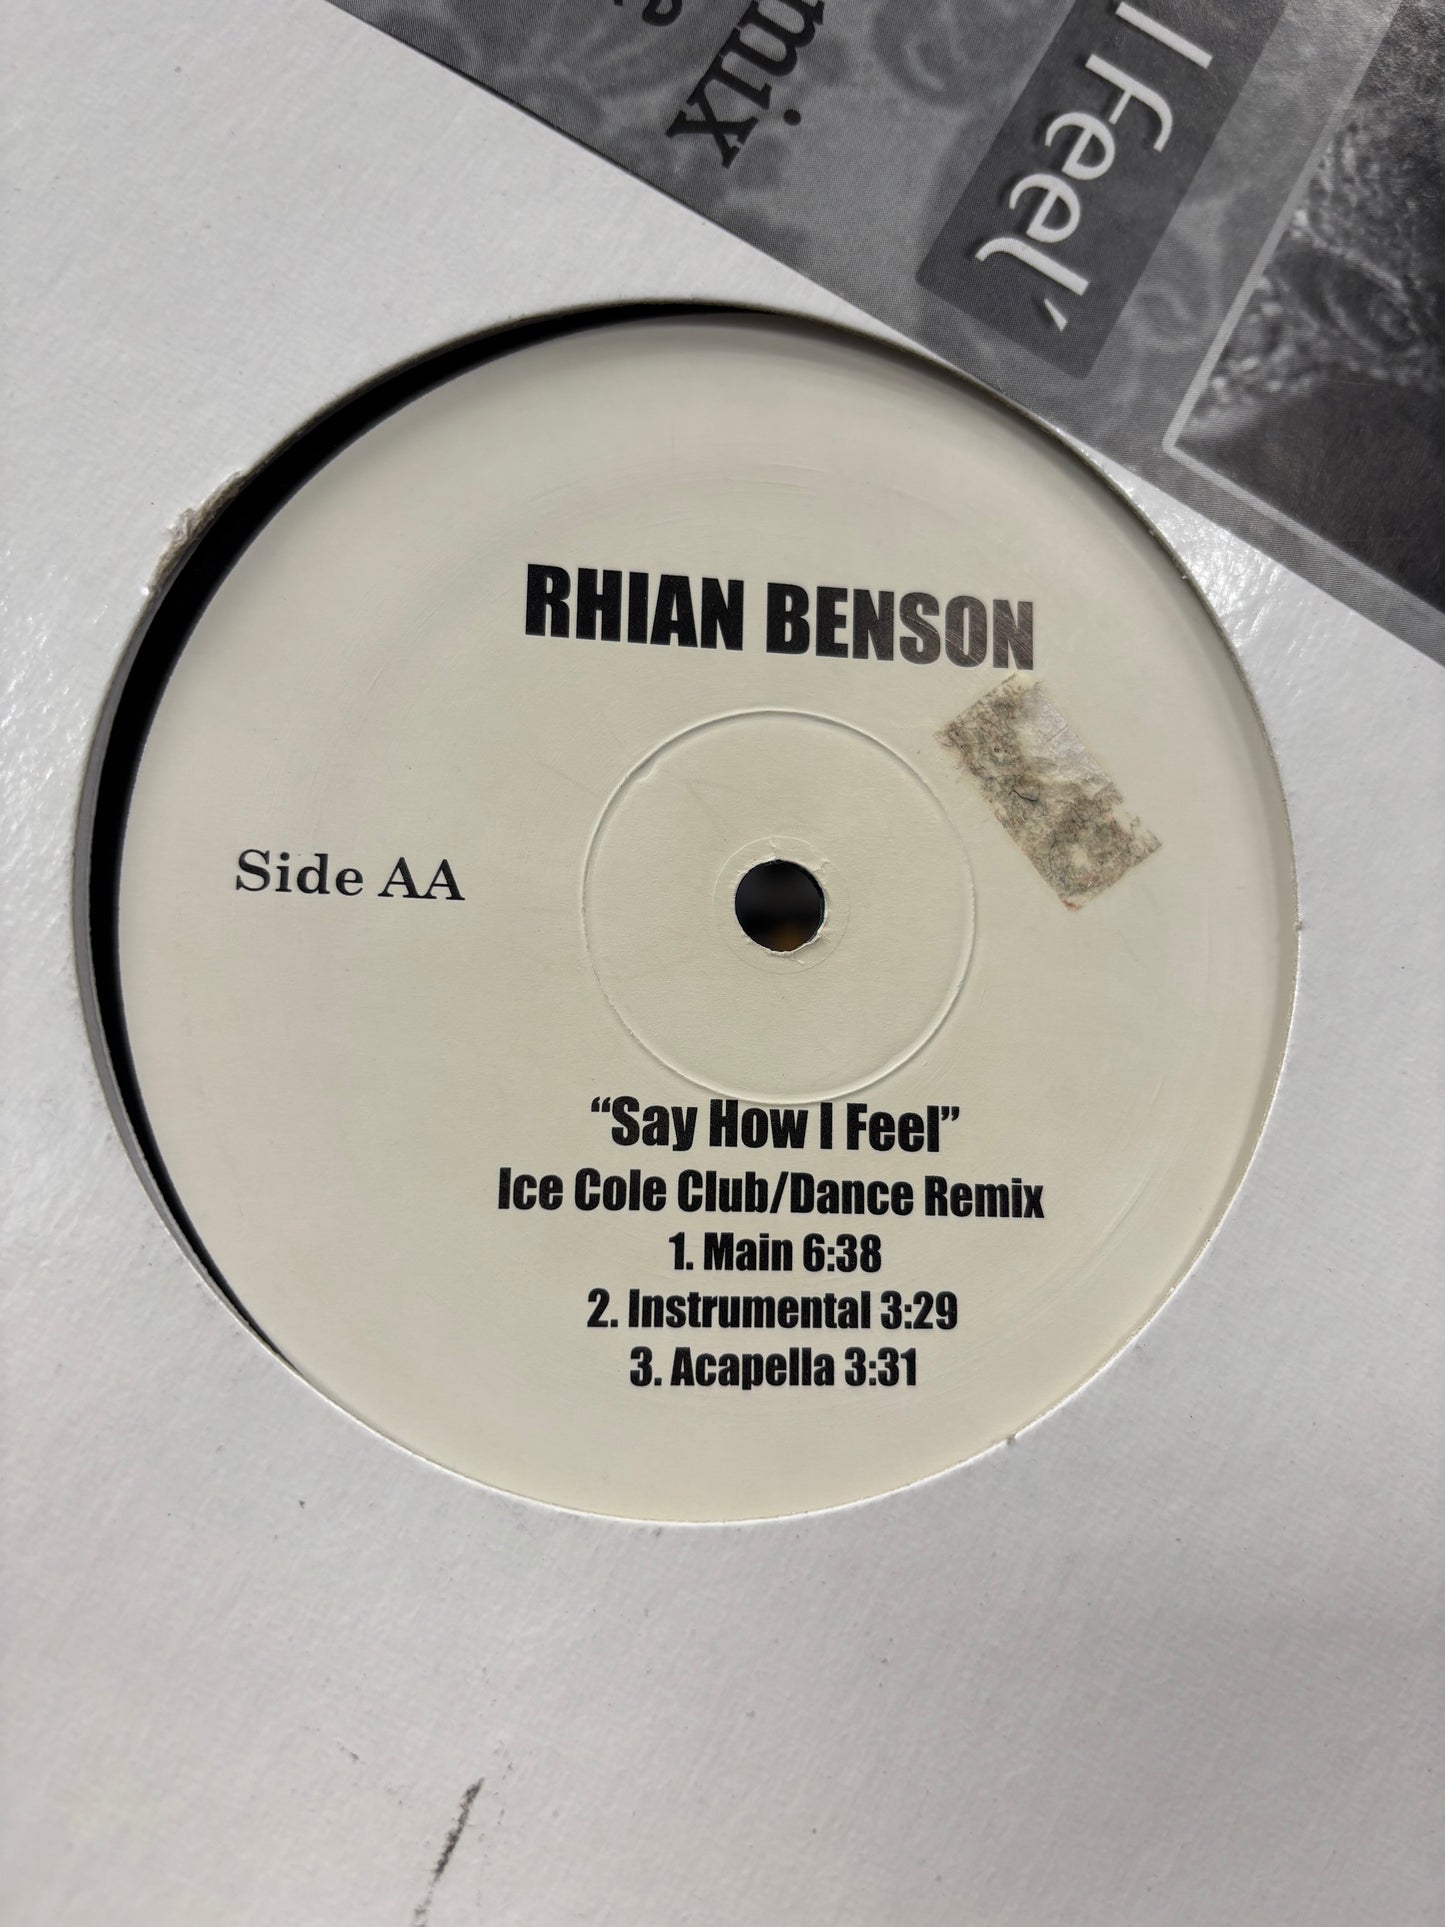 mix
I Feel'
RHIAN BENSON
Side AA
“Say How I Feel”
Ice Cole Club/Dance Remix
1. Main 6:38
2. Instrumental 3:29
3. Acapella 3:31